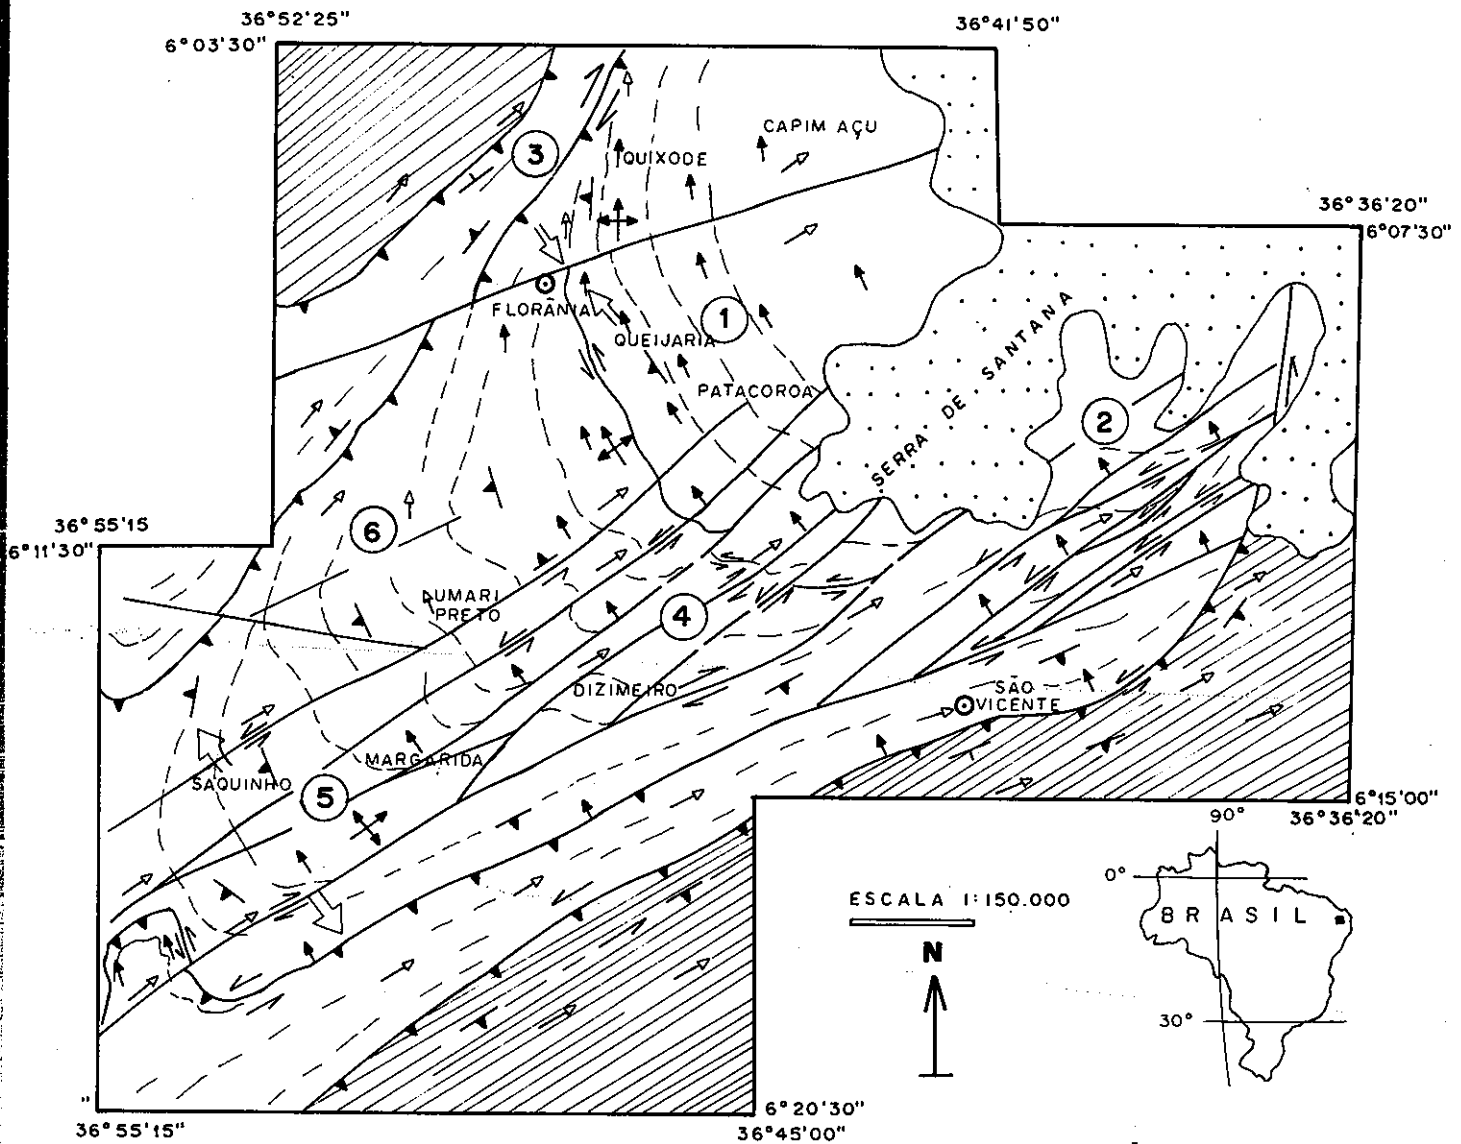 36°52'25"
36°41'50"
6°03'30"
CAPIM AÇU
3
QUIXODE
36°36'20"
6°07'30"
FLORÂNIA
1
QUEIJARIA
PATACOROA
SERRA DE SANTANA
2
36°55'15
6°11'30"
6
JUMARI
PRETO
4
DIZIMEIRO
SÃO
VICENTE
MARGARIDA
SAQUINHO
5
6°15'00"
36°36'20"
90°
0°
BRASIL
30°
ESCALA 1:150.000
N
"
6°20'30"
36°55'15"
36°45'00"